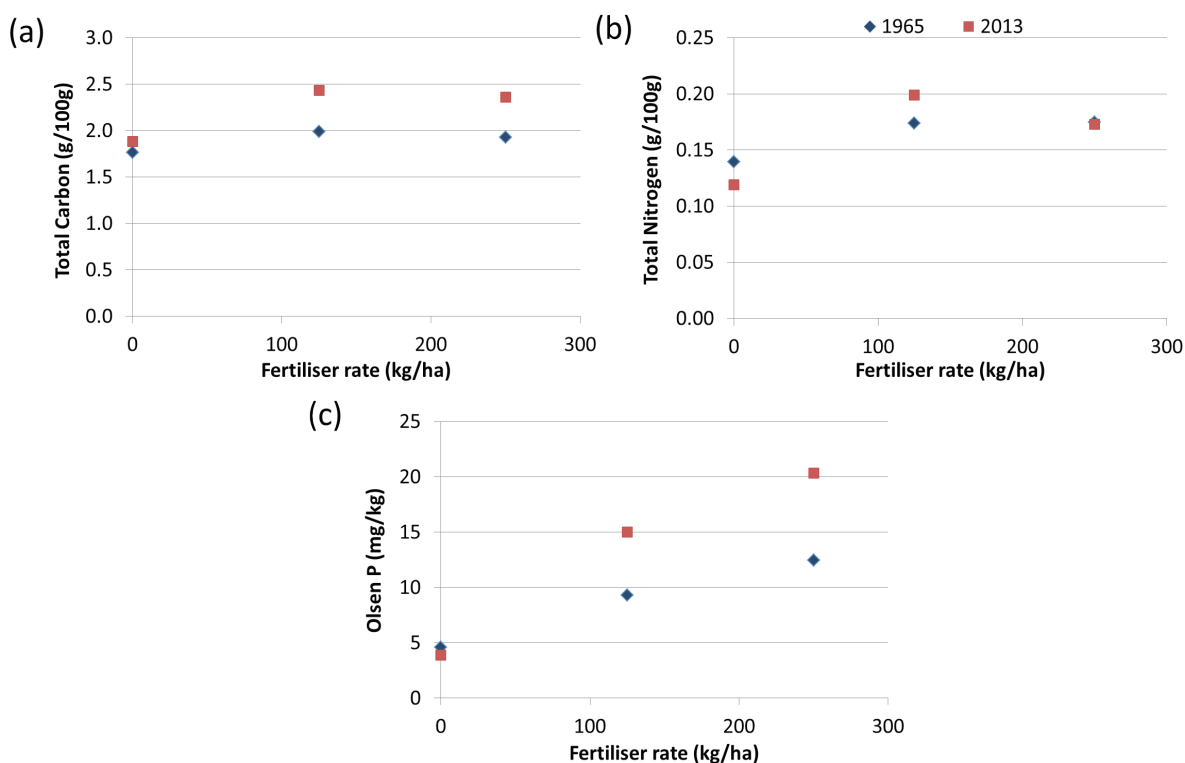 (a)
Total Carbon (g/100g)
3.0
2.5
2.0
1.5
1.0
0.5
0.0
0 100 200 300
Fertiliser rate (kg/ha)
(b)
1965 2013
Total Nitrogen (g/100g)
0.25
0.20
0.15
0.10
0.05
0.00
0 100 200 300
Fertiliser rate (kg/ha)
(c)
Olsen P (mg/kg)
25
20
15
10
5
0
0 100 200 300
Fertiliser rate (kg/ha)